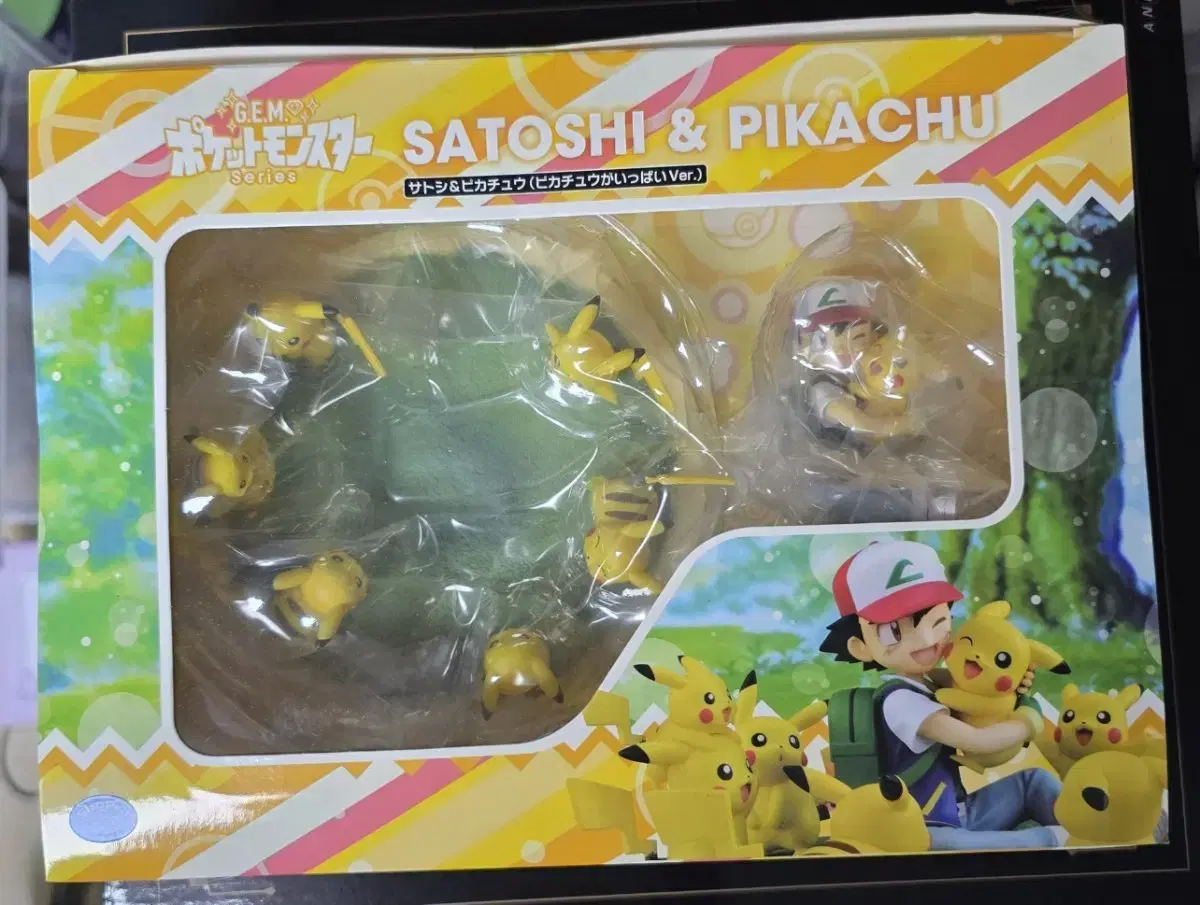 G.E.M.
ポケットモンスター
Series
SATOSHI & PIKACHU
サトシ&ピカチュウ(ピカチュウがいっぱいVer.)